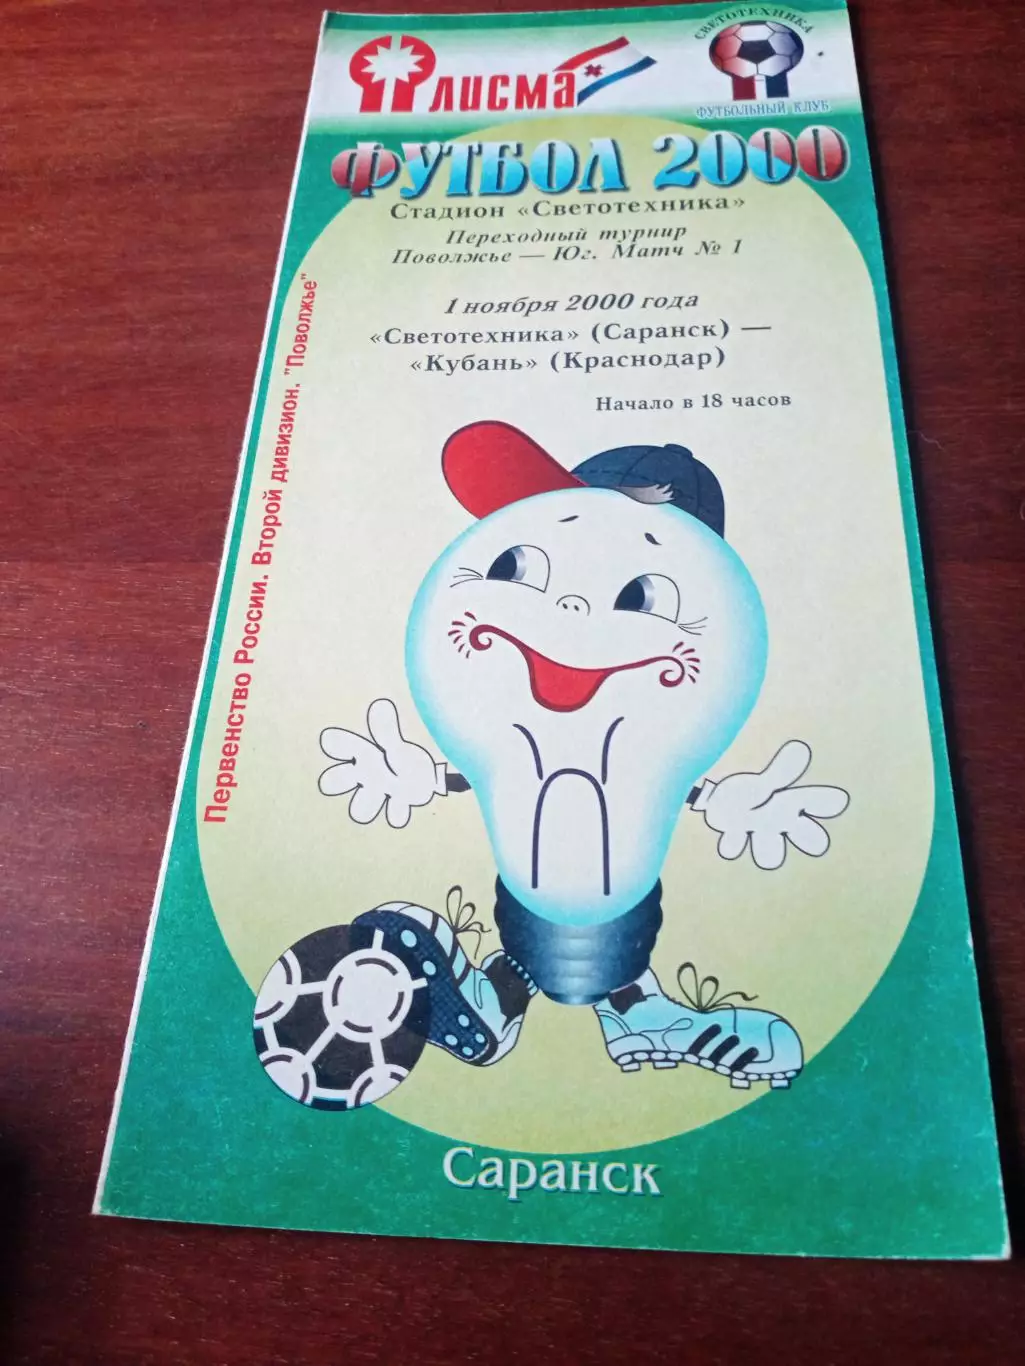 лисма
СВЕТОТЕХНИКА
ФУТБОЛЬНЫЙ КЛУБ
ФУТБОЛ 2000
Стадион «Светотехника»
Переходный турнир
Поволжье — Юг. Матч № 1
1 ноября 2000 года
«Светотехника» (Саранск) —
«Кубань» (Краснодар)
Начало в 18 часов
Первенство России. Второй дивизион. "Поволжье"
Саранск